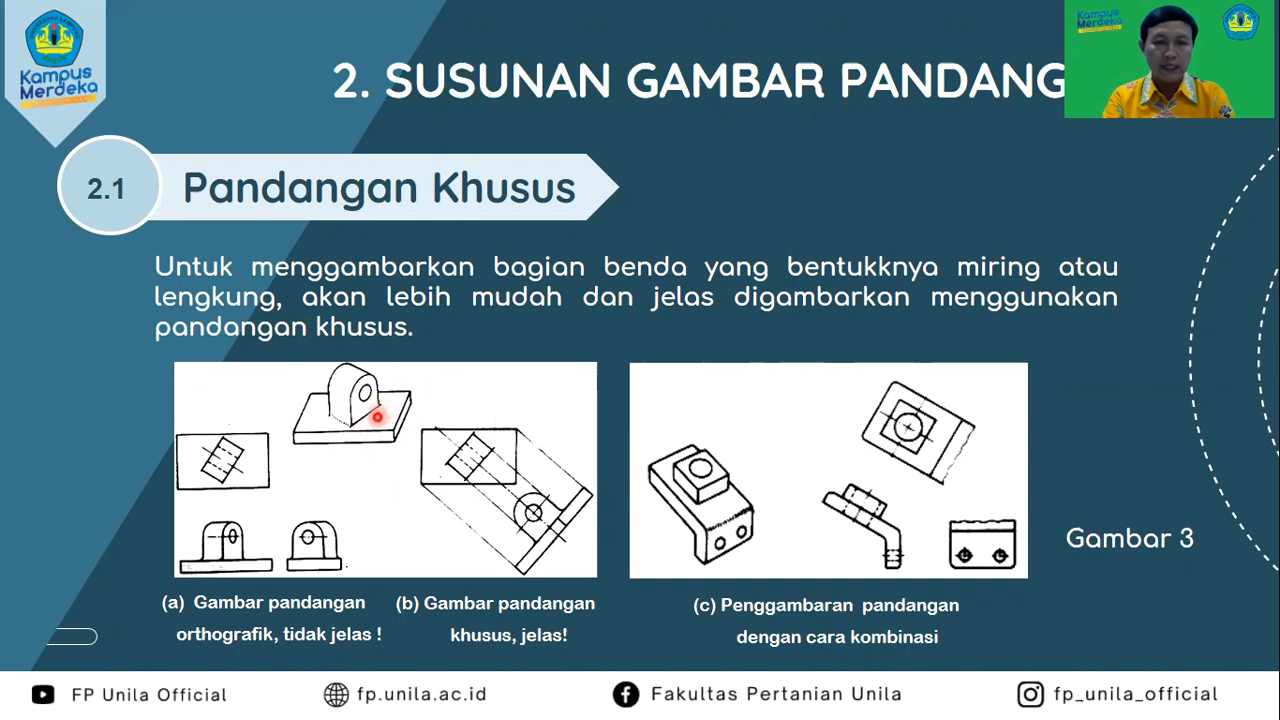 Kampus
Merdeka
2. SUSUNAN GAMBAR PANDANG
Kampus
Merdeka
2.1
Pandangan Khusus
Untuk menggambarkan bagian benda yang bentukknya miring atau
lengkung, akan lebih mudah dan jelas digambarkan menggunakan
pandangan khusus.
Gambar 3
(a) Gambar pandangan
orthografik, tidak jelas !
(b) Gambar pandangan
khusus, jelas!
(c) Penggambaran pandangan
dengan cara kombinasi
FP Unila Official
fp.unila.ac.id
Fakultas Pertanian Unila
fp_unila_official